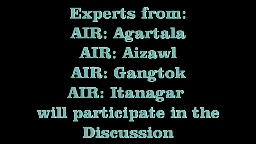 Experts from:
AIR: Agartala
AIR: Aizawl
AIR: Gangtok
AIR: Itanagar
will participate in the
Discussion